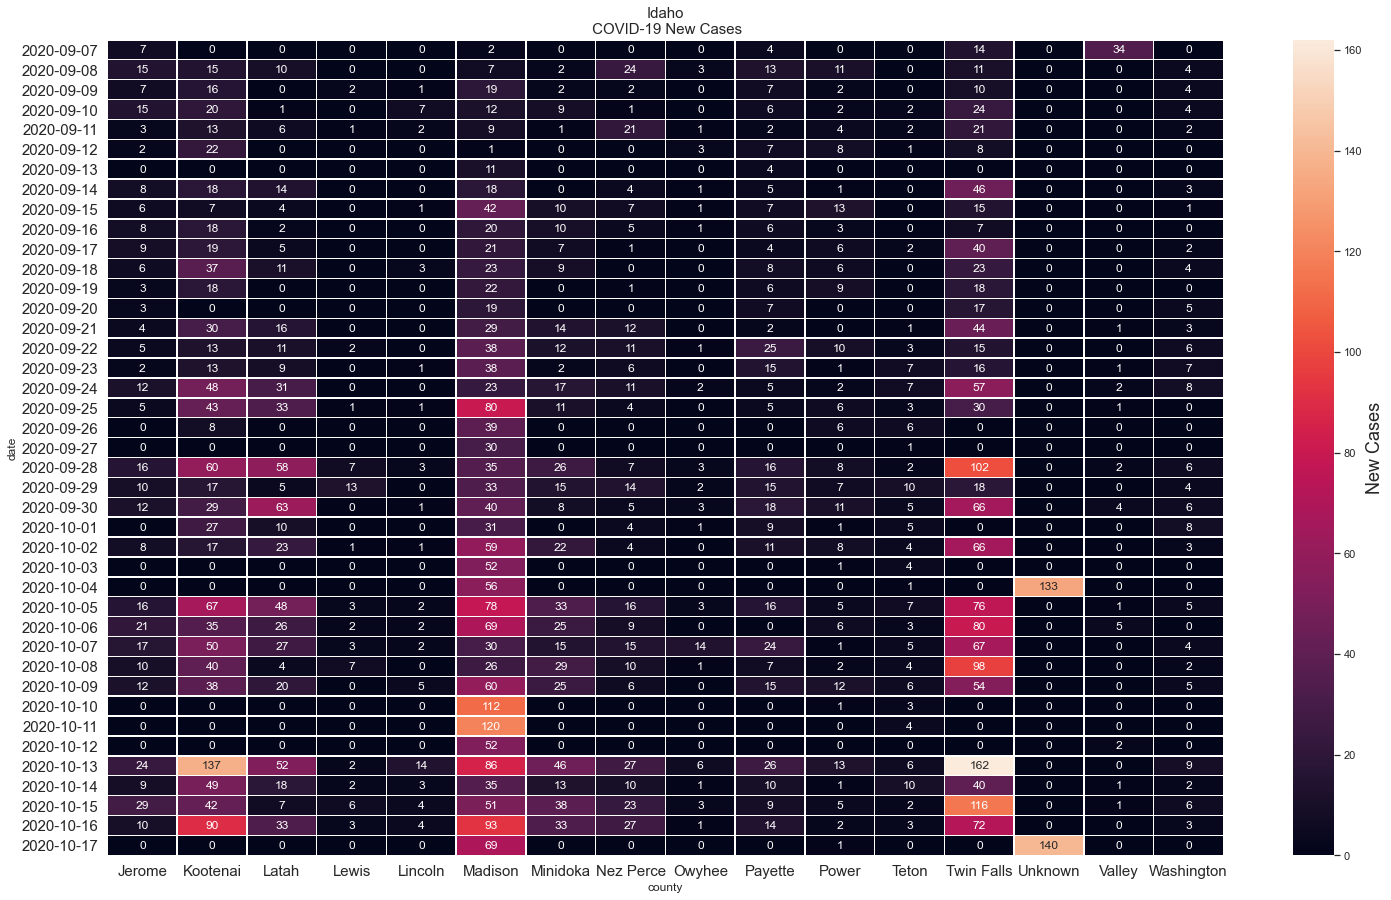 Idaho
COVID-19 New Cases
2020-09-07 7 0 0 0 0 2 0 0 0 4 0 0 14 0 34 0
2020-09-08 15 15 10 0 0 7 2 24 3 13 11 0 11 0 0 4
2020-09-09 7 16 0 2 1 19 2 2 0 7 2 0 10 0 0 4
2020-09-10 15 20 1 0 7 12 9 1 0 6 2 2 24 0 0 4
2020-09-11 3 13 6 1 2 9 1 21 1 2 4 2 21 0 0 2
2020-09-12 2 22 0 0 0 1 0 0 3 7 8 1 8 0 0 0
2020-09-13 0 0 0 0 0 11 0 0 0 4 0 0 0 0 0 0
2020-09-14 8 18 14 0 0 18 0 4 1 5 1 0 46 0 0 3
2020-09-15 6 7 4 0 1 42 10 7 1 7 13 0 15 0 0 1
2020-09-16 8 18 2 0 0 20 10 5 1 6 3 0 7 0 0 0
2020-09-17 9 19 5 0 0 21 7 1 0 4 6 2 40 0 0 2
2020-09-18 6 37 11 0 3 23 9 0 0 8 6 0 23 0 0 4
2020-09-19 3 18 0 0 0 22 0 1 0 6 9 0 18 0 0 0
2020-09-20 3 0 0 0 0 19 0 0 0 7 0 0 17 0 0 5
2020-09-21 4 30 16 0 0 29 14 12 0 2 0 1 44 0 1 3
2020-09-22 5 13 11 2 0 38 12 11 1 25 10 3 15 0 0 6
2020-09-23 2 13 9 0 1 38 2 6 0 15 1 7 16 0 1 7
2020-09-24 12 48 31 0 0 23 17 11 2 5 2 7 57 0 2 8
2020-09-25 5 43 33 1 1 80 11 4 0 5 6 3 30 0 1 0
2020-09-26 0 8 0 0 0 39 0 0 0 0 6 6 0 0 0 0
2020-09-27 0 0 0 0 0 30 0 0 0 0 0 1 0 0 0 0
2020-09-28 16 60 58 7 3 35 26 7 3 16 8 2 102 0 2 6
2020-09-29 10 17 5 13 0 33 15 14 2 15 7 10 18 0 0 4
2020-09-30 12 29 63 0 1 40 8 5 3 18 11 5 66 0 4 6
2020-10-01 0 27 10 0 0 31 0 4 1 9 1 5 0 0 0 8
2020-10-02 8 17 23 1 1 59 22 4 0 11 8 4 66 0 0 3
2020-10-03 0 0 0 0 0 52 0 0 0 0 1 4 0 0 0 0
2020-10-04 0 0 0 0 0 56 0 0 0 0 0 1 0 133 0 0
2020-10-05 16 67 48 3 2 78 33 16 3 16 5 7 76 0 1 5
2020-10-06 21 35 26 2 2 69 25 9 0 0 6 3 80 0 5 0
2020-10-07 17 50 27 3 2 30 15 15 14 24 1 5 67 0 0 4
2020-10-08 10 40 4 7 0 26 29 10 1 7 2 4 98 0 0 2
2020-10-09 12 38 20 0 5 60 25 6 0 15 12 6 54 0 0 5
2020-10-10 0 0 0 0 0 112 0 0 0 0 1 3 0 0 0 0
2020-10-11 0 0 0 0 0 120 0 0 0 0 0 4 0 0 0 0
2020-10-12 0 0 0 0 0 52 0 0 0 0 0 0 0 0 2 0
2020-10-13 24 137 52 2 14 86 46 27 6 26 13 6 162 0 0 9
2020-10-14 9 49 18 2 3 35 13 10 1 10 1 10 40 0 1 2
2020-10-15 29 42 7 6 4 51 38 23 3 9 5 2 116 0 1 6
2020-10-16 10 90 33 3 4 93 33 27 1 14 2 3 72 0 0 3
2020-10-17 0 0 0 0 0 69 0 0 0 0 1 0 0 140 0 0
Jerome Kootenai Latah Lewis Lincoln Madison Minidoka Nez Perce Owyhee Payette Power Teton Twin Falls Unknown Valley Washington
county
date
160
140
120
100
80
60
40
20
0
New Cases